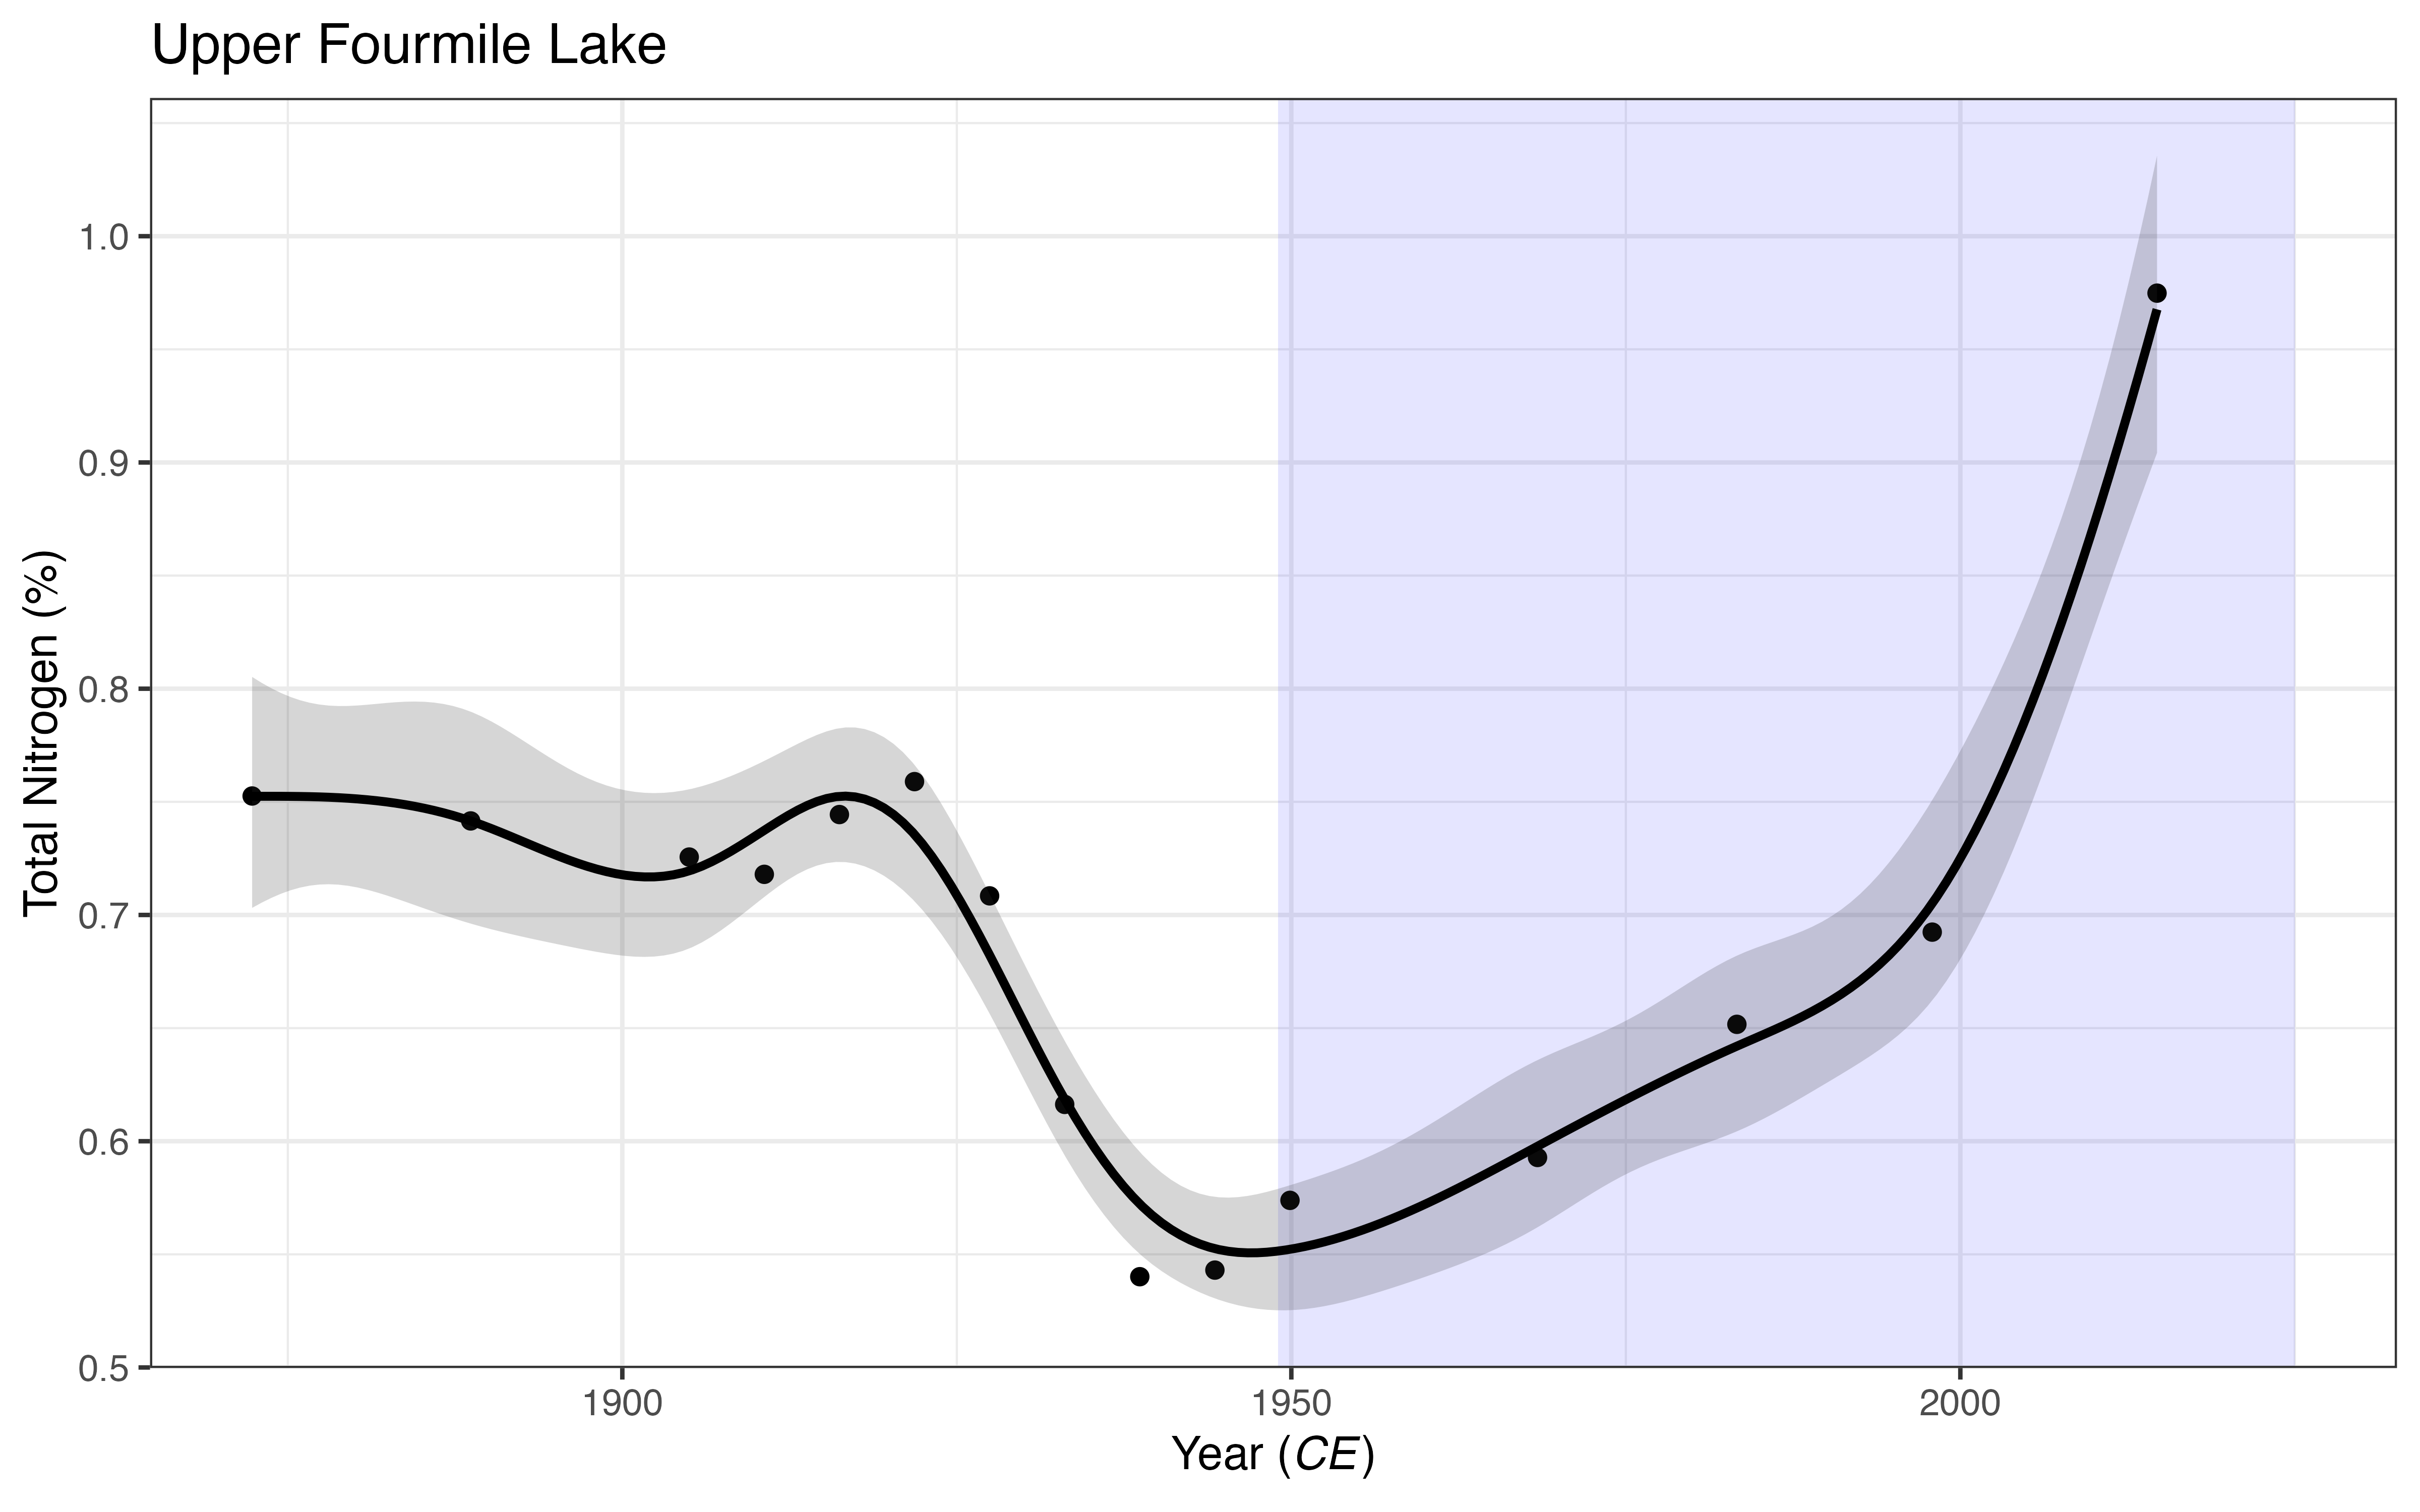 Upper Fourmile Lake
Total Nitrogen (%)
1.0
0.9
0.8
0.7
0.6
0.5
1900 1950 2000
Year (CE)